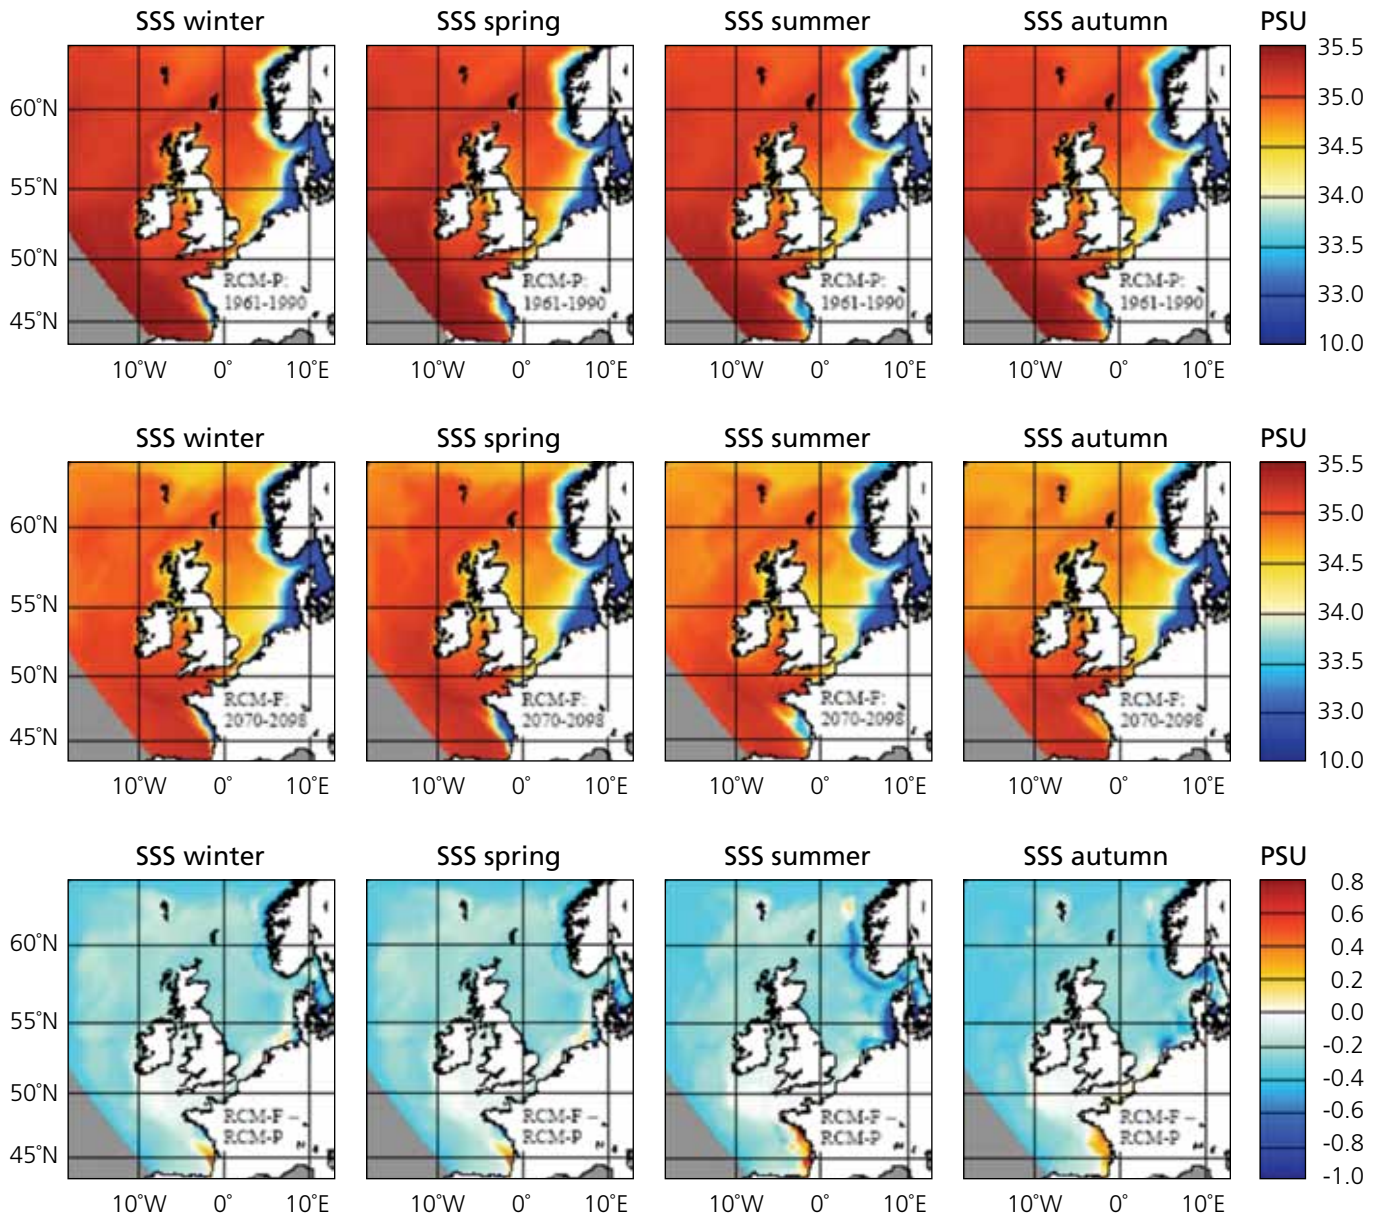 SSS winter SSS spring SSS summer SSS autumn PSU
35.5
35.0
34.5
34.0
33.5
33.0
10.0
60°N
55°N
50°N
45°N
RCM-P:
1961-1990
RCM-P:
1961-1990
RCM-P:
1961-1990
RCM-P:
1961-1990
10°W 0° 10°E 10°W 0° 10°E 10°W 0° 10°E 10°W 0° 10°E
SSS winter SSS spring SSS summer SSS autumn PSU
35.5
35.0
34.5
34.0
33.5
33.0
10.0
60°N
55°N
50°N
45°N
RCM-F:
2070-2098
RCM-F:
2070-2098
RCM-F:
2070-2098
RCM-F:
2070-2098
10°W 0° 10°E 10°W 0° 10°E 10°W 0° 10°E 10°W 0° 10°E
SSS winter SSS spring SSS summer SSS autumn PSU
0.8
0.6
0.4
0.2
0.0
-0.2
-0.4
-0.6
-0.8
-1.0
60°N
55°N
50°N
45°N
RCM-F –
RCM-P
RCM-F –
RCM-P
RCM-F –
RCM-P
RCM-F –
RCM-P
10°W 0° 10°E 10°W 0° 10°E 10°W 0° 10°E 10°W 0° 10°E